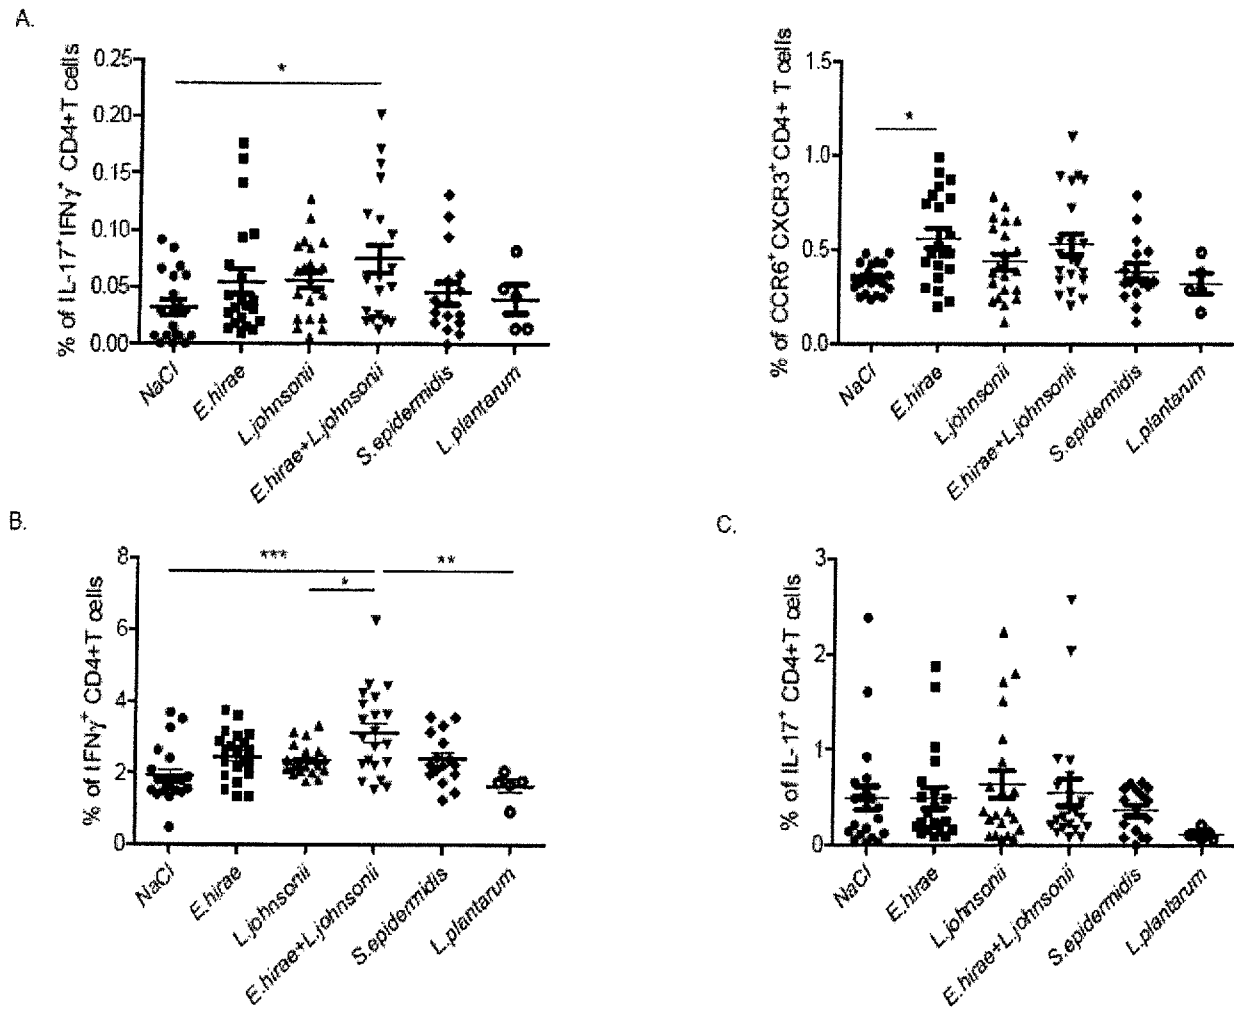 A.
% of IL-17⁺IFNγ⁺ CD4+T cells
0.25
0.20
0.15
0.10
0.05
0.00
*
NaCl
E.hirae
L.johnsonii
E.hirae+L.johnsonii
S.epidermidis
L.plantarum
% of CCR6⁺CXCR3⁺CD4+ T cells
1.5
1.0
0.5
0.0
*
NaCl
E.hirae
L.johnsonii
E.hirae+L.johnsonii
S.epidermidis
L.plantarum
B.
% of IFNγ⁺ CD4+T cells
8
6
4
2
0
***
*
**
NaCl
E.hirae
L.johnsonii
E.hirae+L.johnsonii
S.epidermidis
L.plantarum
C.
% of IL-17⁺ CD4+T cells
3
2
1
0
NaCl
E.hirae
L.johnsonii
E.hirae+L.johnsonii
S.epidermidis
L.plantarum